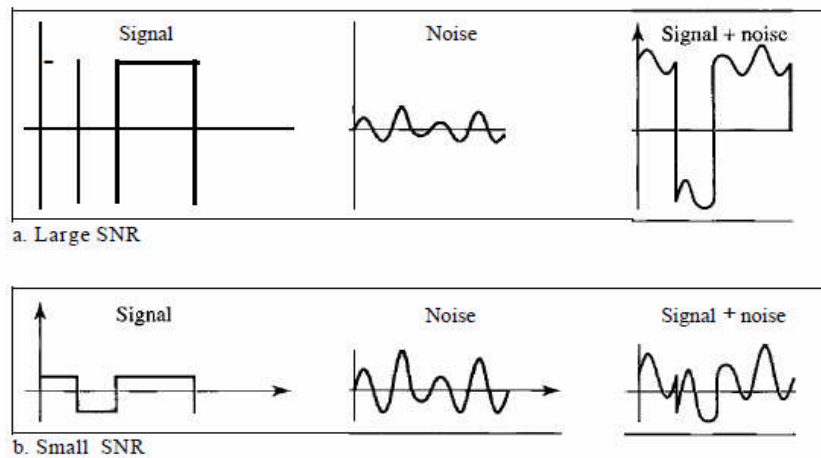 Signal
Noise
Signal + noise
a. Large SNR
Signal
Noise
Signal + noise
b. Small SNR